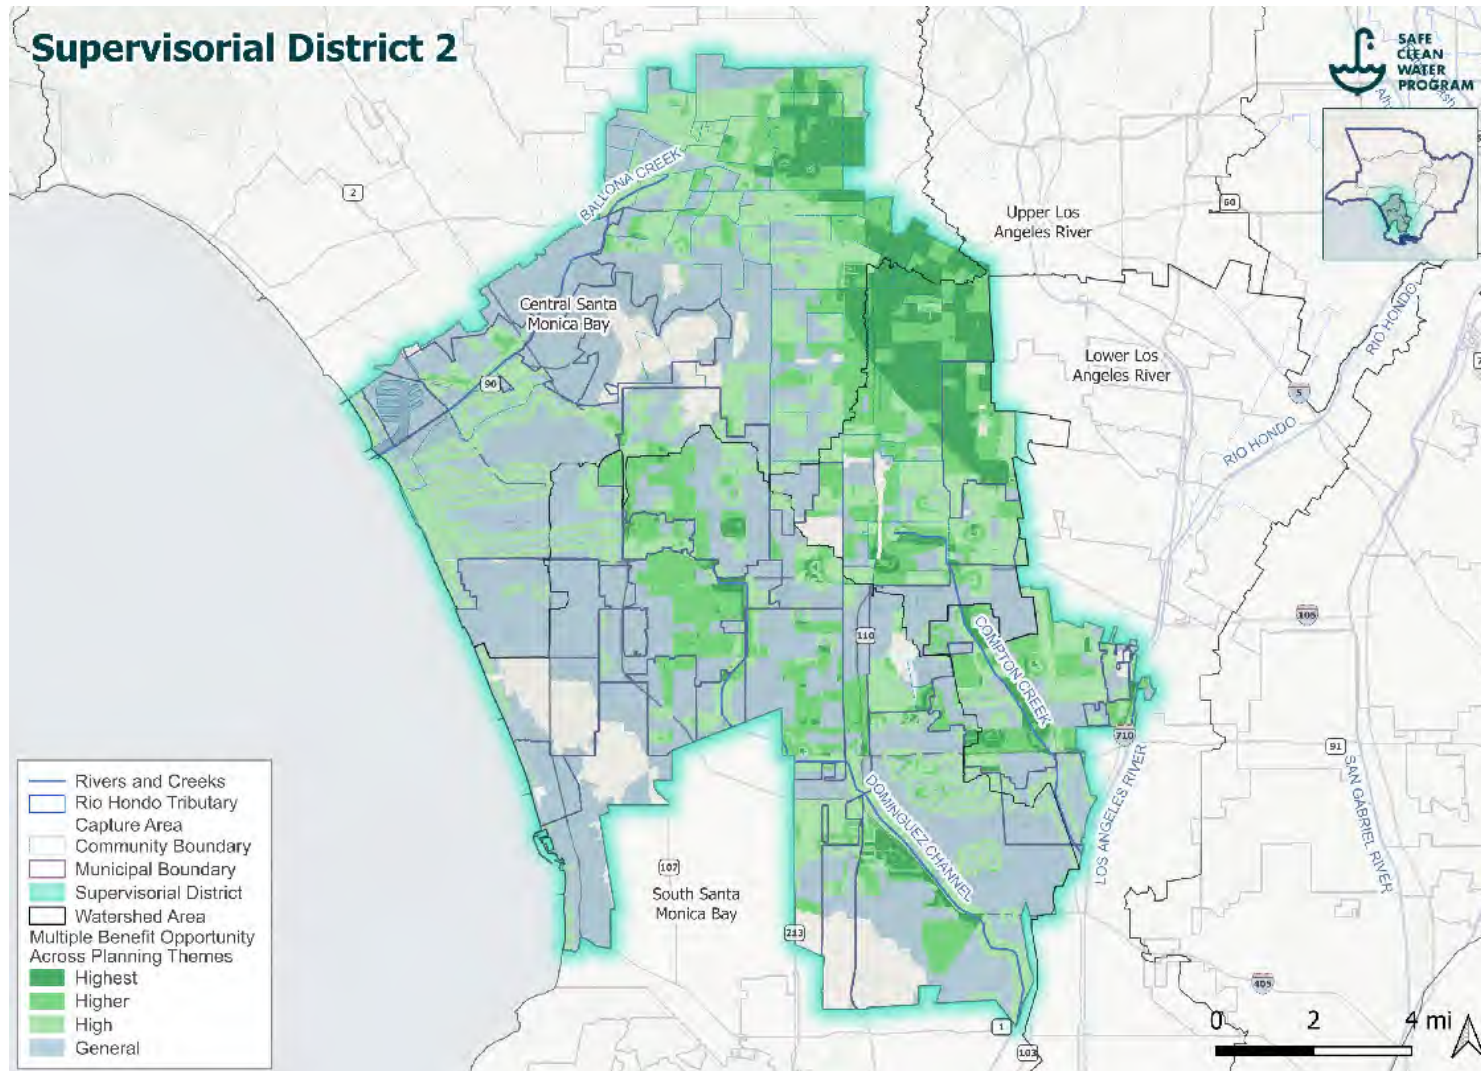 Supervisorial District 2
SAFE
CLEAN
WATER
PROGRAM
2
BALLONA CREEK
60
Upper Los
Angeles River
Central Santa
Monica Bay
RIO HONDO
Lower Los
Angeles River
90
5
RIO HONDO
105
110
COMPTON CREEK
710
91
DOMINGUEZ CHANNEL
LOS ANGELES RIVER
SAN GABRIEL RIVER
107
South Santa
Monica Bay
213
405
1
103
Rivers and Creeks
Rio Hondo Tributary
Capture Area
Community Boundary
Municipal Boundary
Supervisorial District
Watershed Area
Multiple Benefit Opportunity
Across Planning Themes
Highest
Higher
High
General
0 2 4 mi